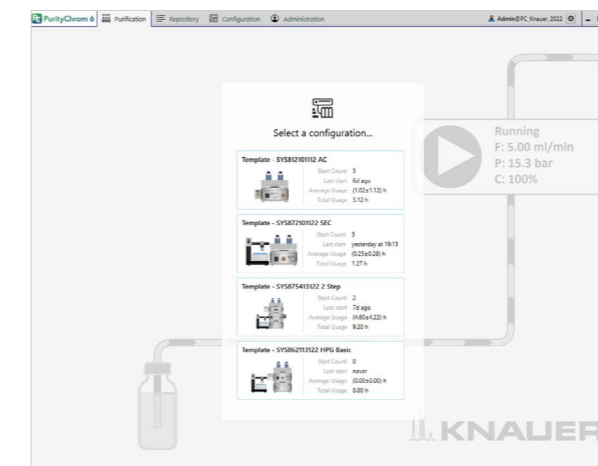 PurityChrom 6 Purification Repository Configuration Administration Admin@PC_Knauer_2022
Select a configuration...
Running
F: 5.00 ml/min
P: 15.3 bar
C: 100%
Template - SYS812101112 AC
Start Count 5
Last start 6d ago
Average Usage (1.02±1.12) h
Total Usage 5.12 h
Template - SYS872101122 SEC
Start Count 5
Last start yesterday at 19:15
Average Usage (0.25±0.28) h
Total Usage 1.27 h
Template - SYS875413122 2 Step
Start Count 2
Last start 7d ago
Average Usage (4.60±4.22) h
Total Usage 9.20 h
Template - SYS862113122 HPG Basic
Start Count 0
Last start never
Average Usage (0.00±0.00) h
Total Usage 0.00 h
KNAUER